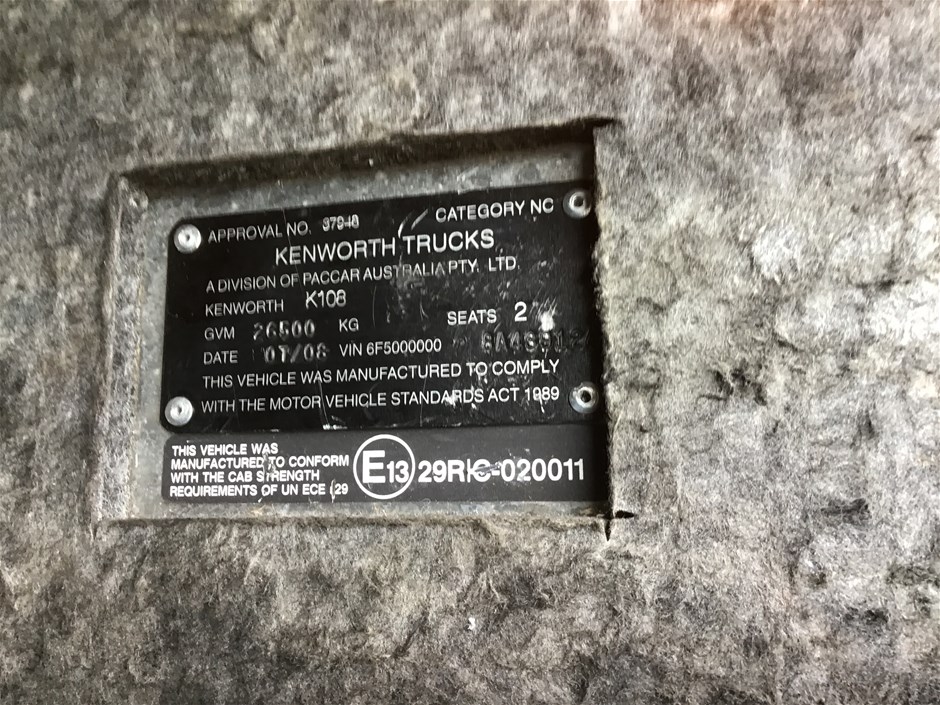 APPROVAL NO. CATEGORY NC
KENWORTH TRUCKS
A DIVISION OF PACCAR AUSTRALIA PTY. LTD
KENWORTH K108
GVM 26500 KG SEATS 2
DATE 07/08 VIN 6F5000000
THIS VEHICLE WAS MANUFACTURED TO COMPLY
WITH THE MOTOR VEHICLE STANDARDS ACT 1989
THIS VEHICLE WAS
MANUFACTURED TO CONFORM
WITH THE CAB STRENGTH
REQUIREMENTS OF UN ECE 29
E13 29RIC-020011